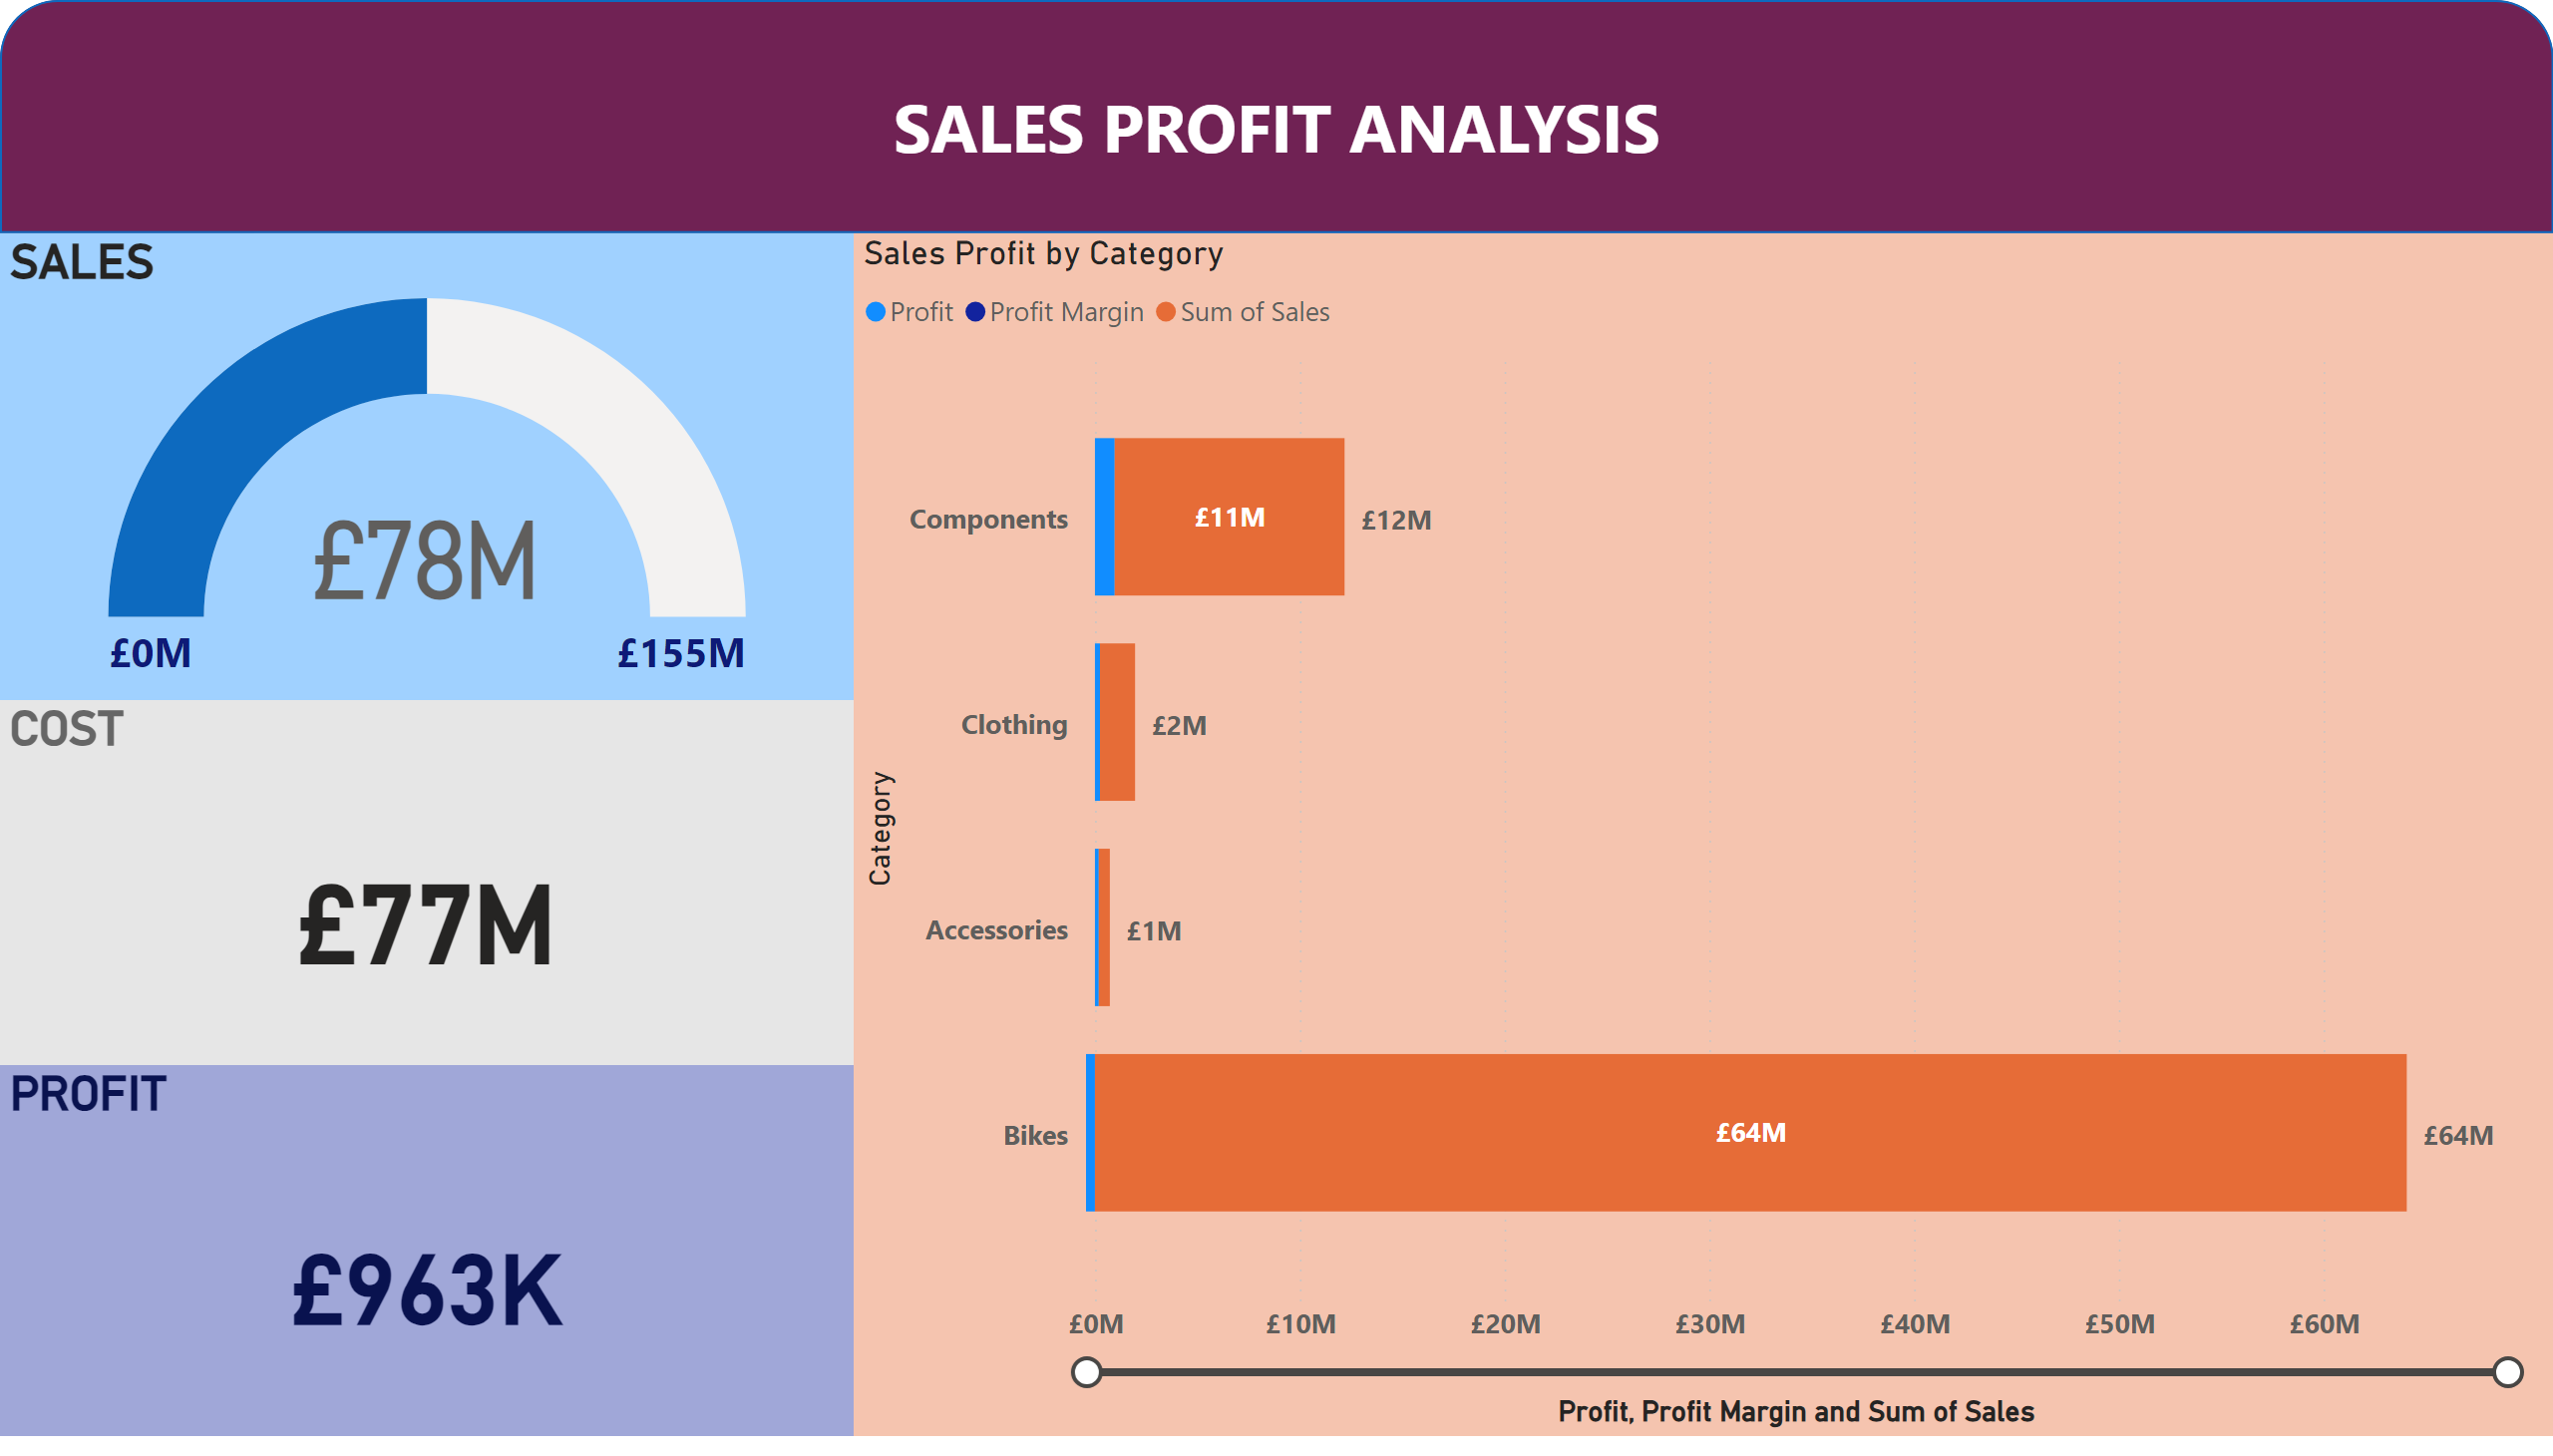 SALES PROFIT ANALYSIS
SALES
£78M
£0M £155M
COST
£77M
PROFIT
£963K
Sales Profit by Category
Profit Profit Margin Sum of Sales
Category
Components £11M £12M
Clothing £2M
Accessories £1M
Bikes £64M £64M
£0M £10M £20M £30M £40M £50M £60M
Profit, Profit Margin and Sum of Sales